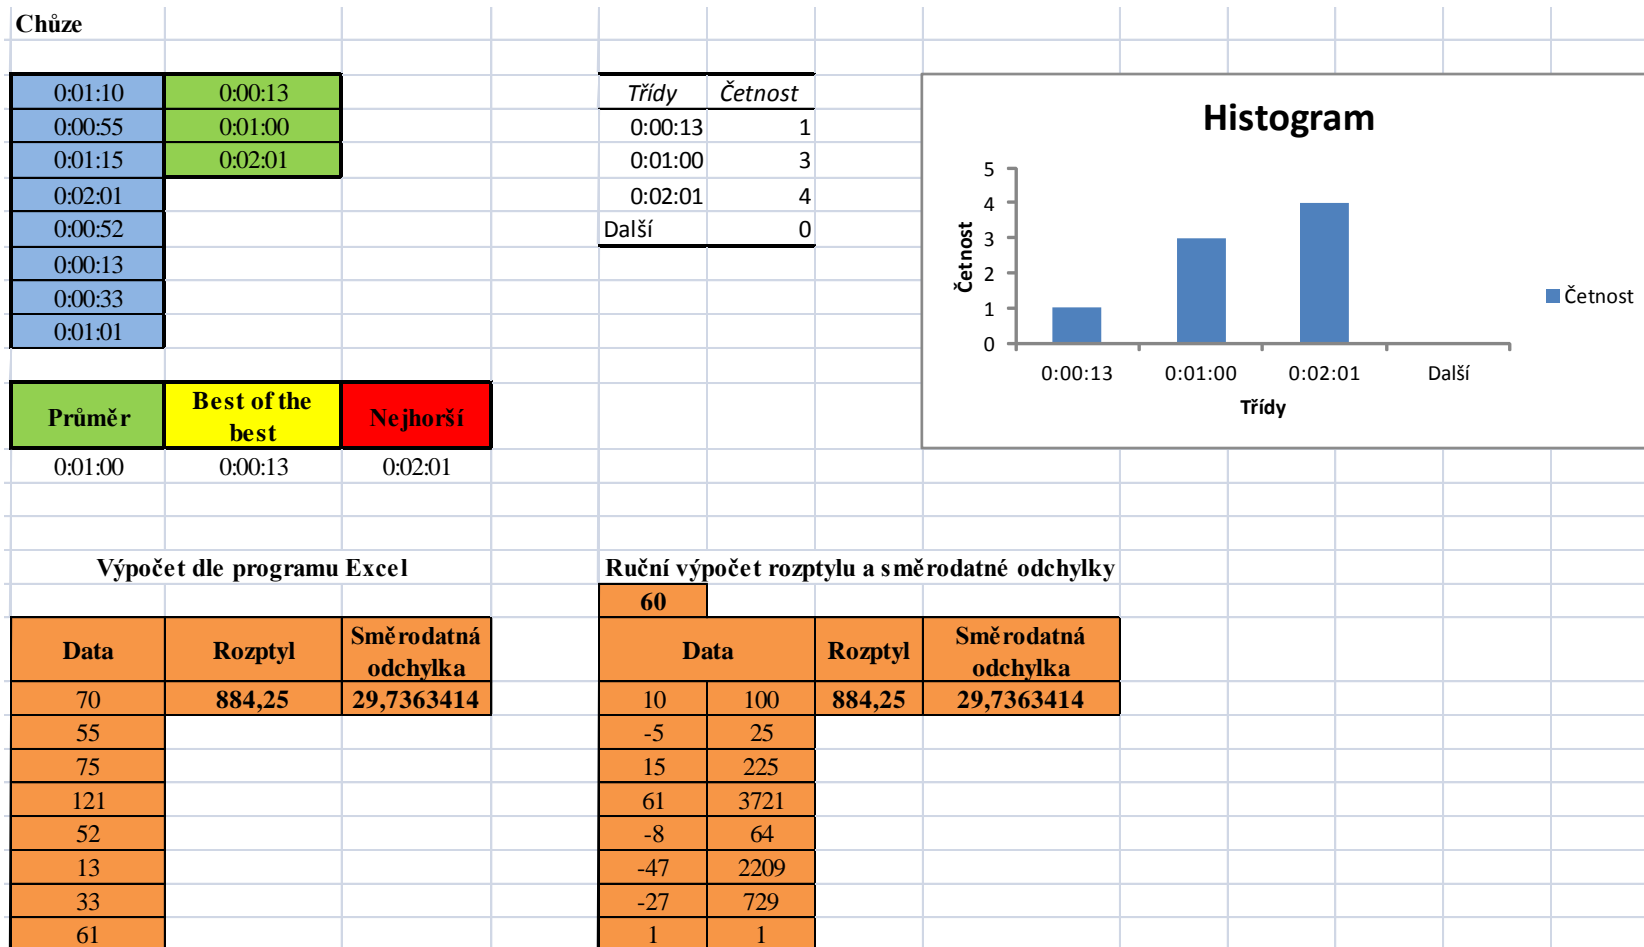 Chůze
0:01:10 0:00:13 Třídy Četnost
0:00:55 0:01:00 0:00:13 1
0:01:15 0:02:01 0:01:00 3
0:02:01 0:02:01 4
0:00:52 Další 0
0:00:13
0:00:33
0:01:01
Histogram
5
4
3
2
1
0
Četnost
0:00:13 0:01:00 0:02:01 Další
Třídy
Četnost
Průměr Best of the best Nejhorší
0:01:00 0:00:13 0:02:01
Výpočet dle programu Excel
Data Rozptyl Směrodatná odchylka
70 884,25 29,7363414
55
75
121
52
13
33
61
Ruční výpočet rozptylu a směrodatné odchylky
60
Data Rozptyl Směrodatná odchylka
10 100 884,25 29,7363414
-5 25
15 225
61 3721
-8 64
-47 2209
-27 729
1 1